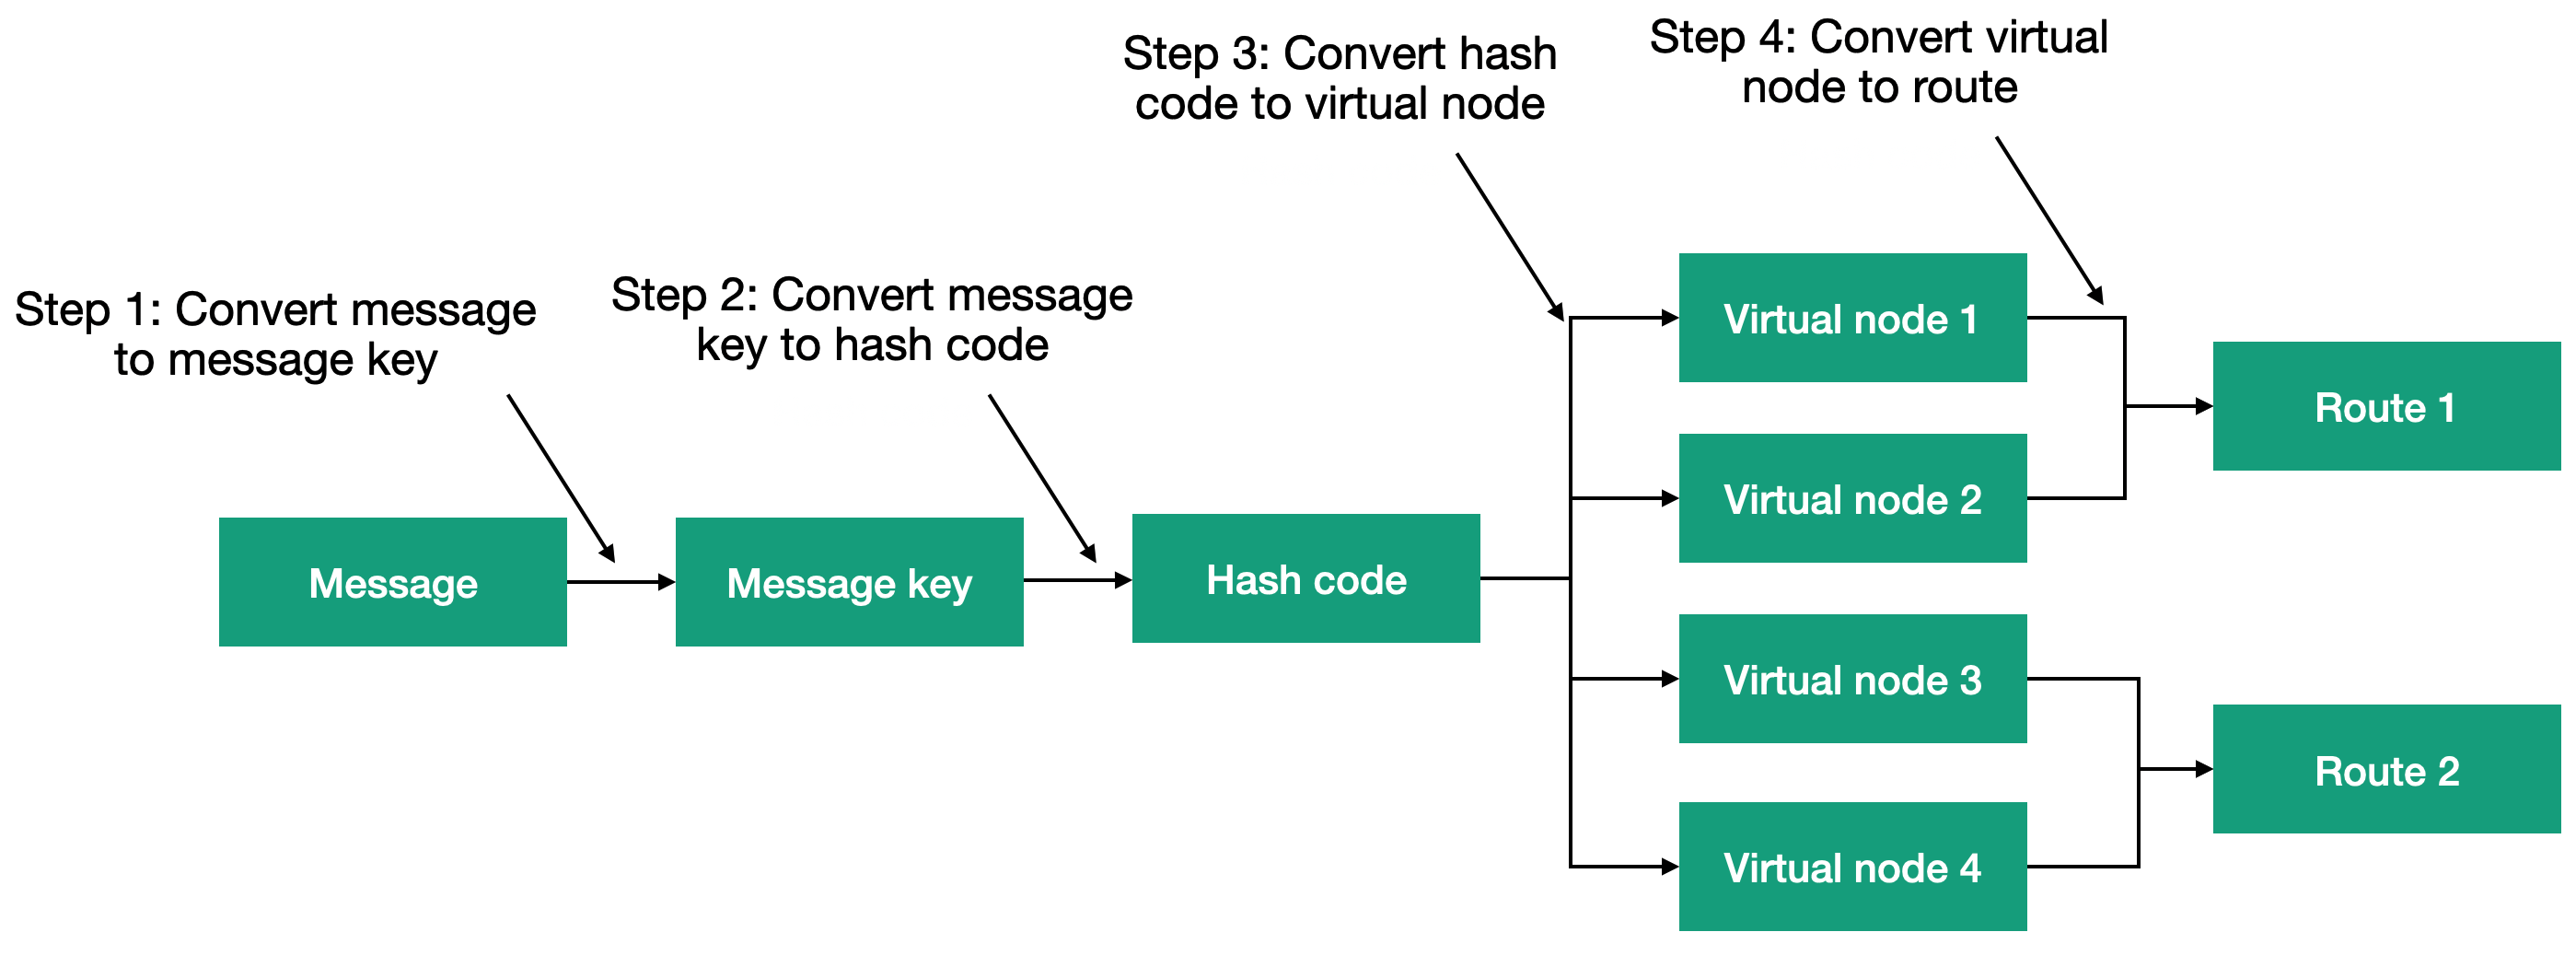 Step 3: Convert hash
code to virtual node
Step 4: Convert virtual
node to route
Step 1: Convert message
to message key
Step 2: Convert message
key to hash code
Message
Message key
Hash code
Virtual node 1
Virtual node 2
Virtual node 3
Virtual node 4
Route 1
Route 2